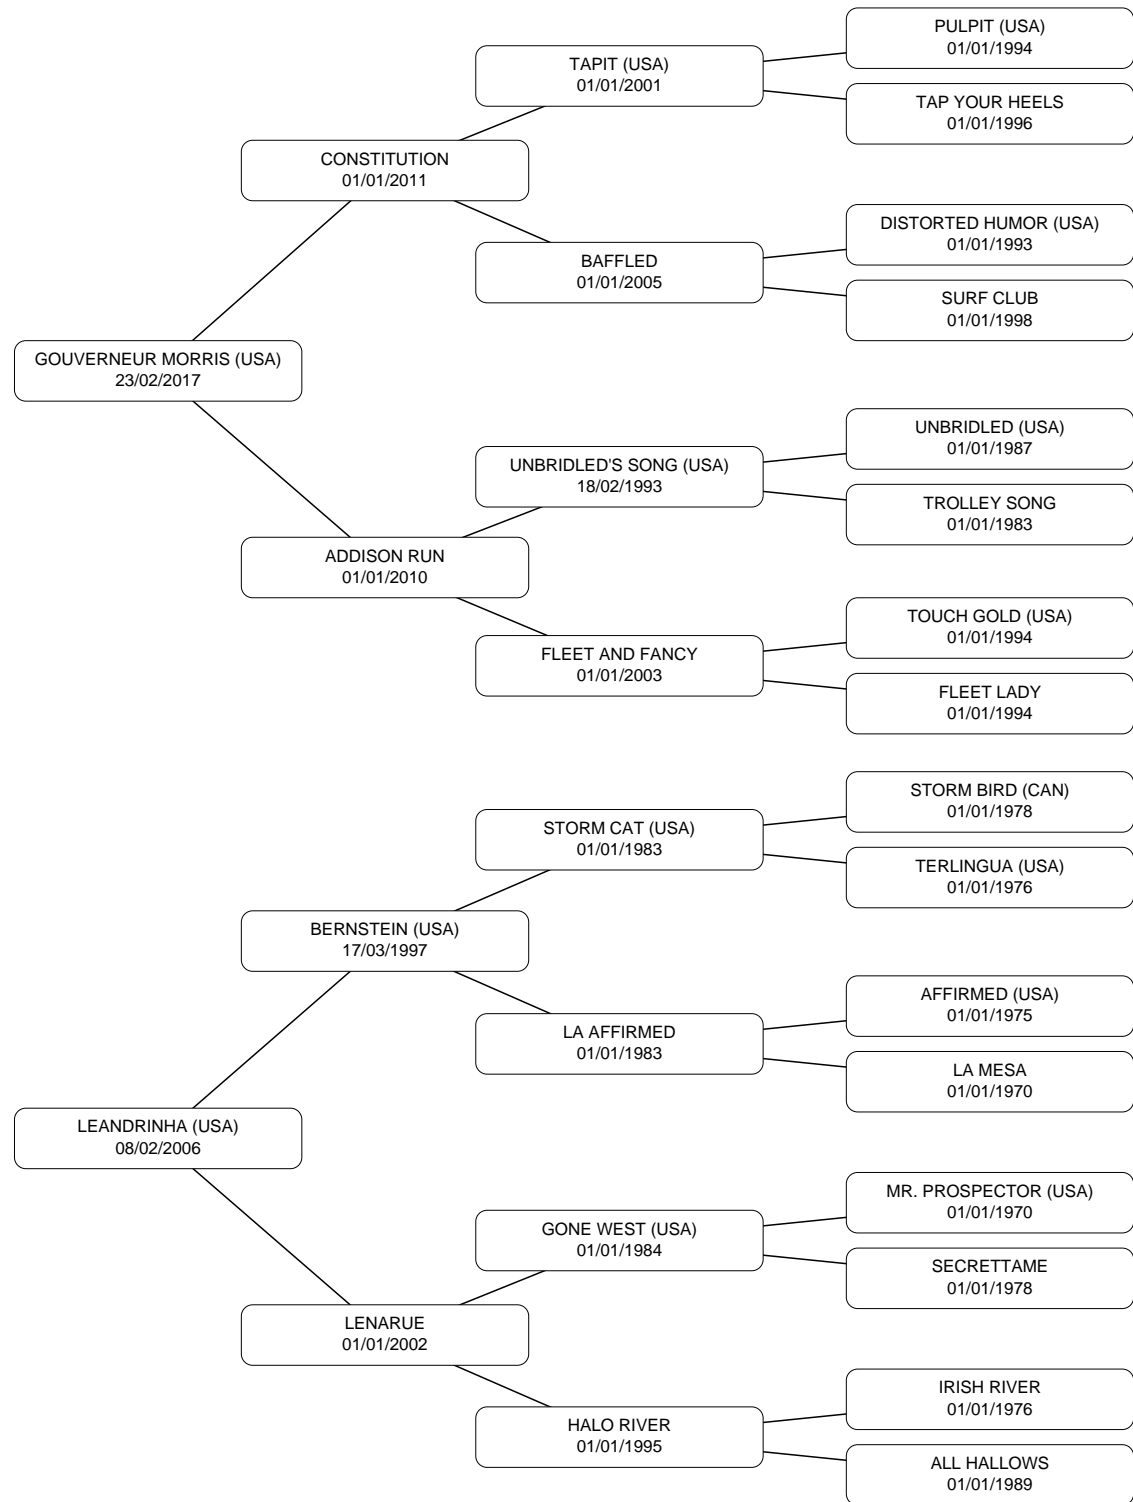 PULPIT (USA)
01/01/1994
TAPIT (USA)
01/01/2001
TAP YOUR HEELS
01/01/1996
CONSTITUTION
01/01/2011
DISTORTED HUMOR (USA)
01/01/1993
BAFFLED
01/01/2005
SURF CLUB
01/01/1998
GOUVERNEUR MORRIS (USA)
23/02/2017
UNBRIDLED (USA)
01/01/1987
UNBRIDLED'S SONG (USA)
18/02/1993
TROLLEY SONG
01/01/1983
ADDISON RUN
01/01/2010
TOUCH GOLD (USA)
01/01/1994
FLEET AND FANCY
01/01/2003
FLEET LADY
01/01/1994
STORM BIRD (CAN)
01/01/1978
STORM CAT (USA)
01/01/1983
TERLINGUA (USA)
01/01/1976
BERNSTEIN (USA)
17/03/1997
AFFIRMED (USA)
01/01/1975
LA AFFIRMED
01/01/1983
LA MESA
01/01/1970
LEANDRINHA (USA)
08/02/2006
MR. PROSPECTOR (USA)
01/01/1970
GONE WEST (USA)
01/01/1984
SECRETTAME
01/01/1978
LENARUE
01/01/2002
IRISH RIVER
01/01/1976
HALO RIVER
01/01/1995
ALL HALLOWS
01/01/1989